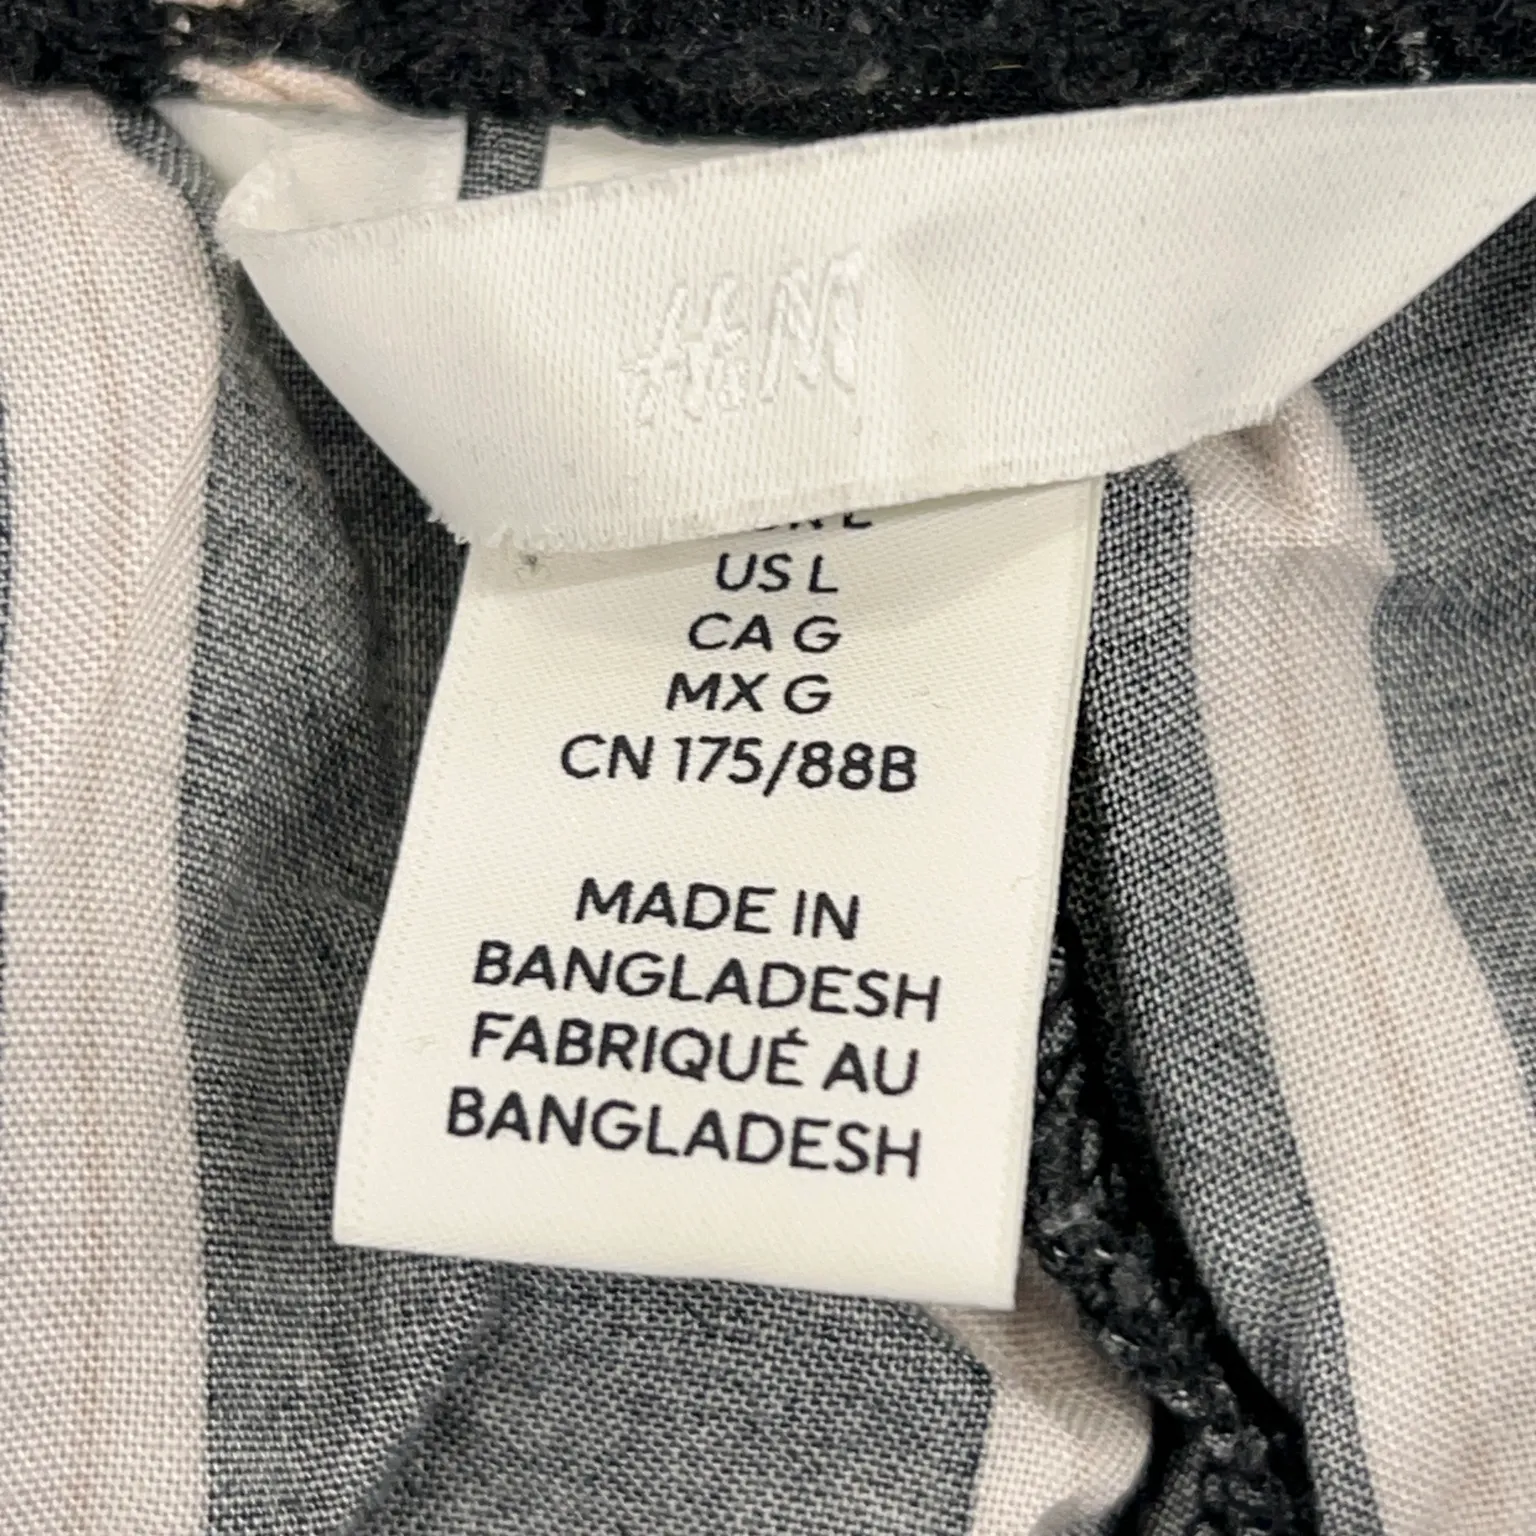 H&M
US L
CA G
MX G
CN 175/88B
MADE IN
BANGLADESH
FABRIQUÉ AU
BANGLADESH